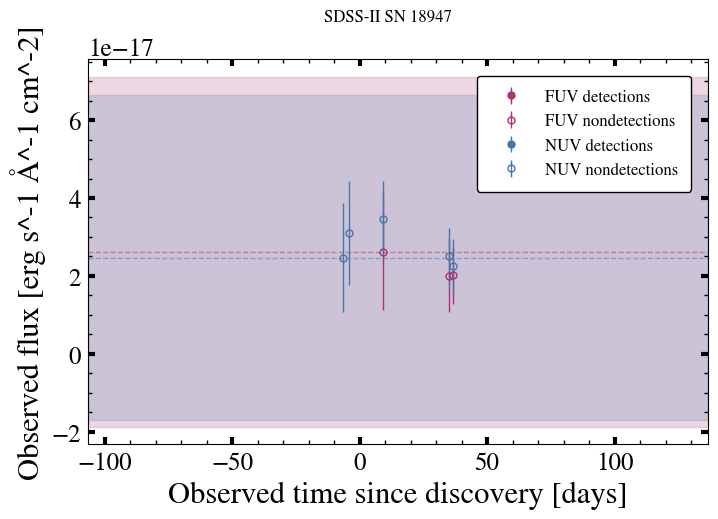 SDSS-II SN 18947
1e−17
Observed flux [erg s^-1 Å^-1 cm^-2]
6
4
2
0
−2
FUV detections
FUV nondetections
NUV detections
NUV nondetections
−100 −50 0 50 100
Observed time since discovery [days]